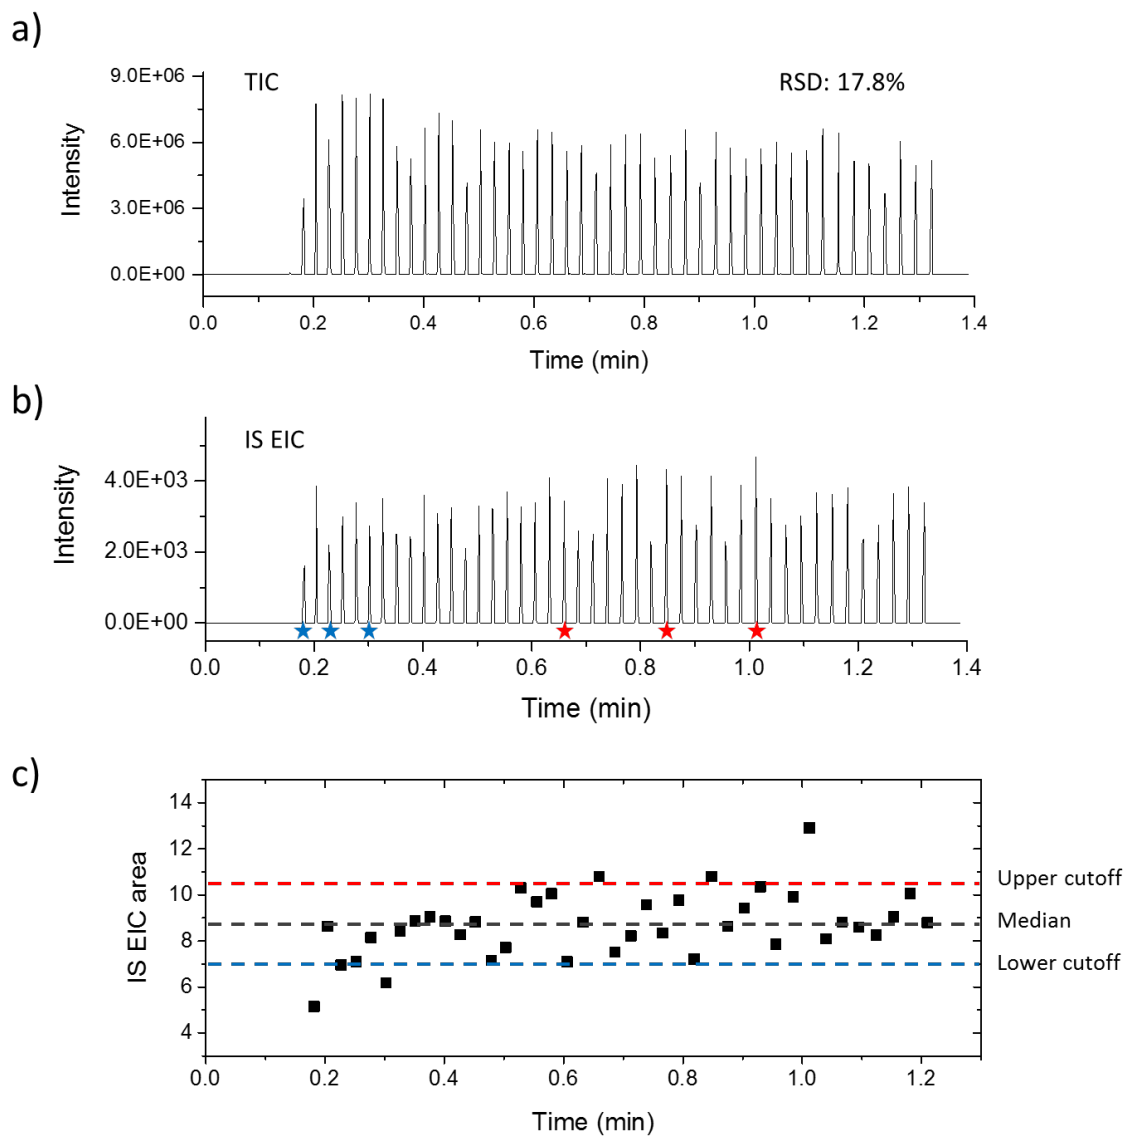 a)
TIC
RSD: 17.8%
9.0E+06
6.0E+06
3.0E+06
0.0E+00
Intensity
0.0 0.2 0.4 0.6 0.8 1.0 1.2 1.4
Time (min)
b)
IS EIC
4.0E+03
2.0E+03
0.0E+00
Intensity
0.0 0.2 0.4 0.6 0.8 1.0 1.2 1.4
Time (min)
c)
14
12
10
8
6
4
IS EIC area
Upper cutoff
Median
Lower cutoff
0.0 0.2 0.4 0.6 0.8 1.0 1.2
Time (min)